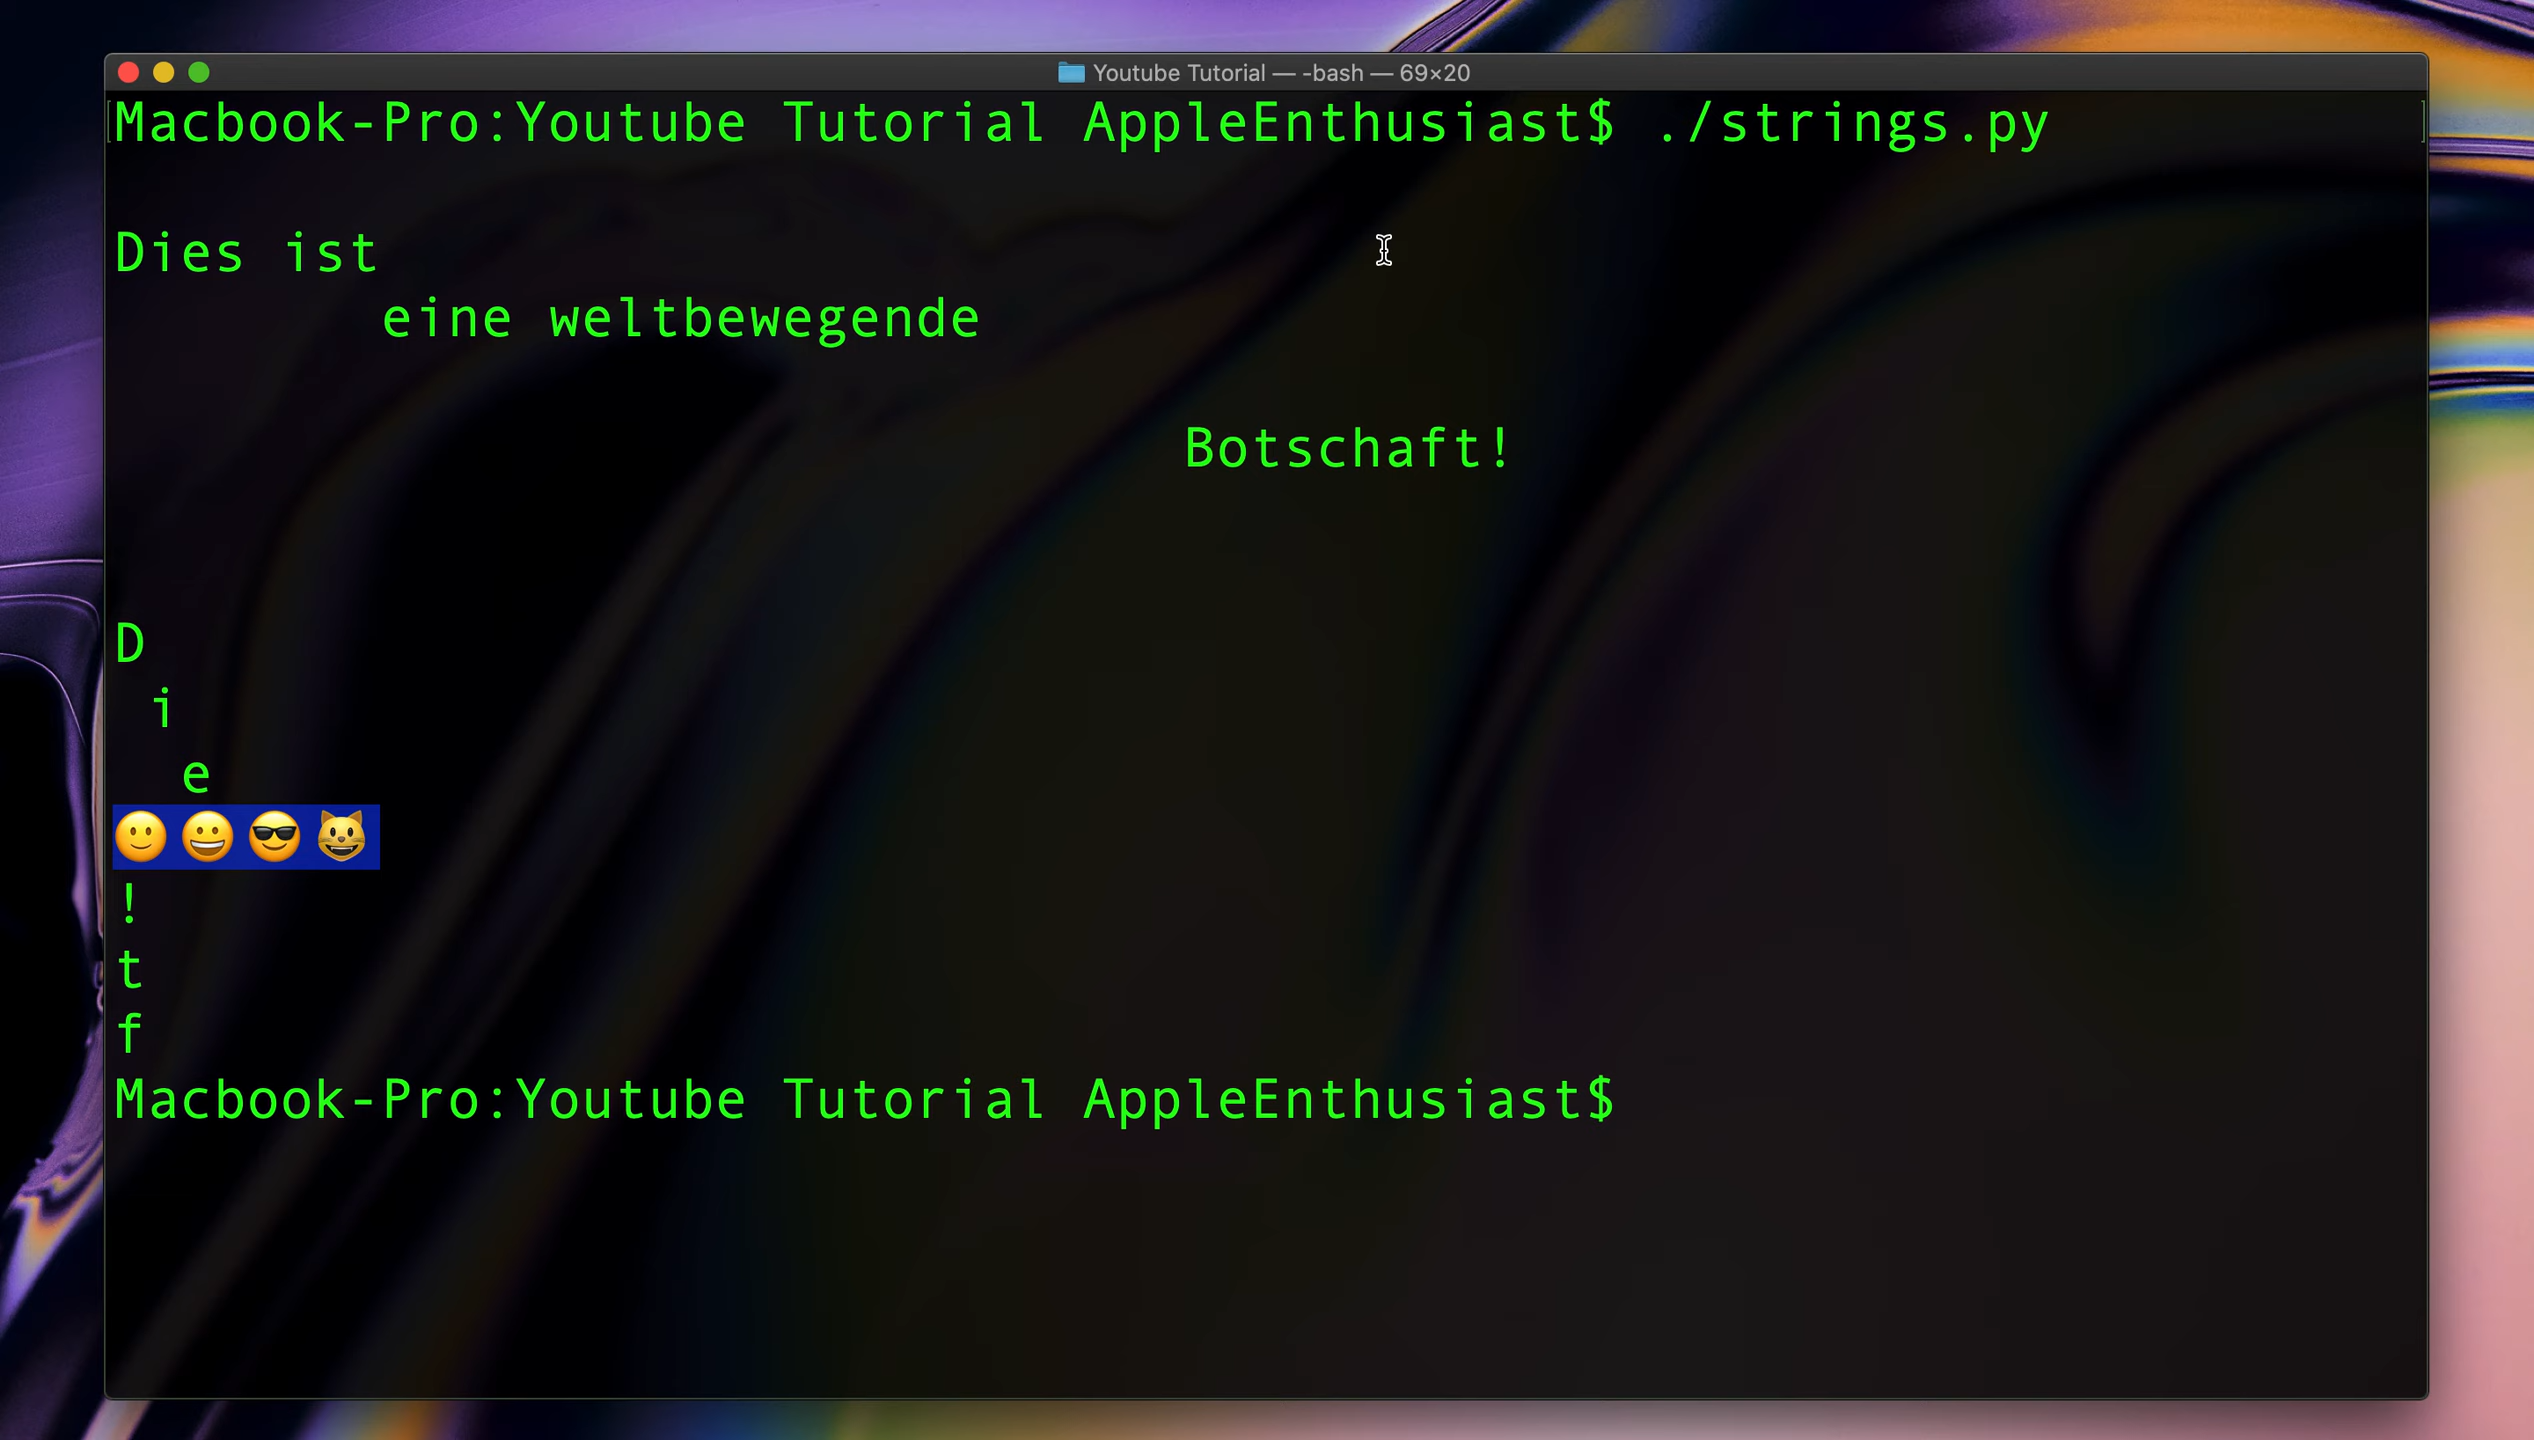 Youtube Tutorial — -bash — 69×20
Macbook-Pro:Youtube Tutorial AppleEnthusiast$ ./strings.py
Dies ist
eine weltbewegende
Botschaft!
D
i
e
🙂😀😎😺
!
t
f
Macbook-Pro:Youtube Tutorial AppleEnthusiast$